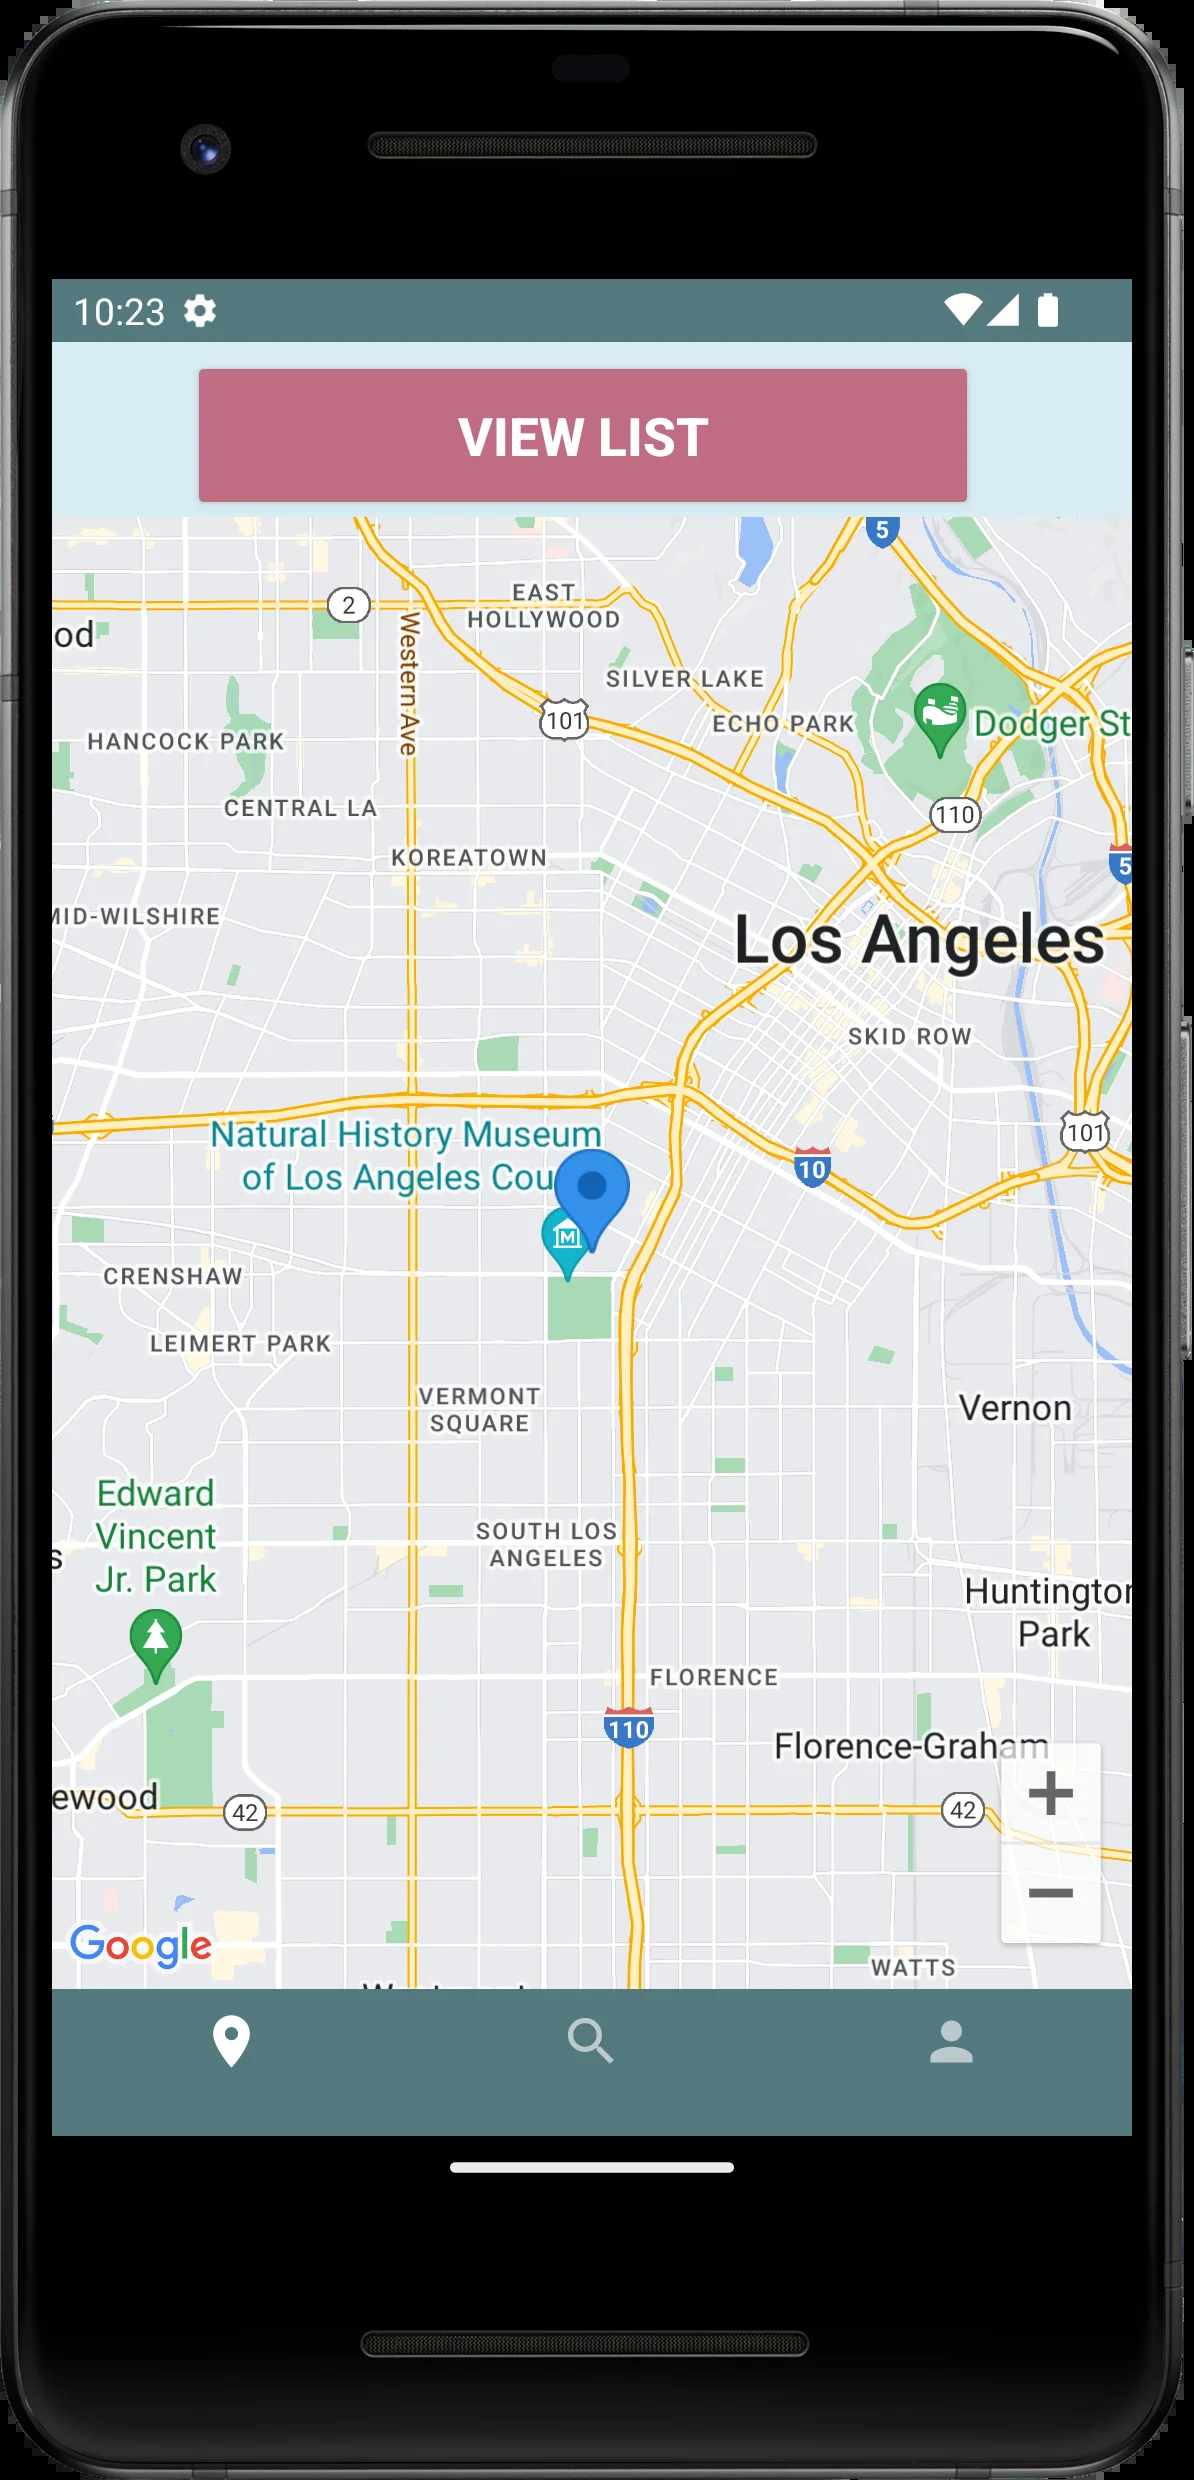 10:23
VIEW LIST
5
2
EAST
HOLLYWOOD
od
Western Ave
SILVER LAKE
101
ECHO PARK
Dodger St
HANCOCK PARK
CENTRAL LA
110
KOREATOWN
5
MID-WILSHIRE
Los Angeles
SKID ROW
Natural History Museum
of Los Angeles Cou
101
10
M
CRENSHAW
LEIMERT PARK
VERMONT
SQUARE
Vernon
Edward
Vincent
Jr. Park
SOUTH LOS
ANGELES
s
Huntington
Park
FLORENCE
110
Florence-Graham
ewood
42
42
Google
WATTS